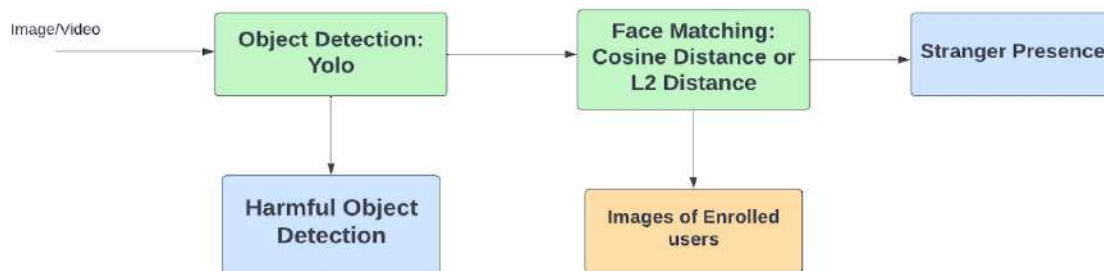 Image/Video
Object Detection:
Yolo
Face Matching:
Cosine Distance or
L2 Distance
Stranger Presence
Harmful Object
Detection
Images of Enrolled
users